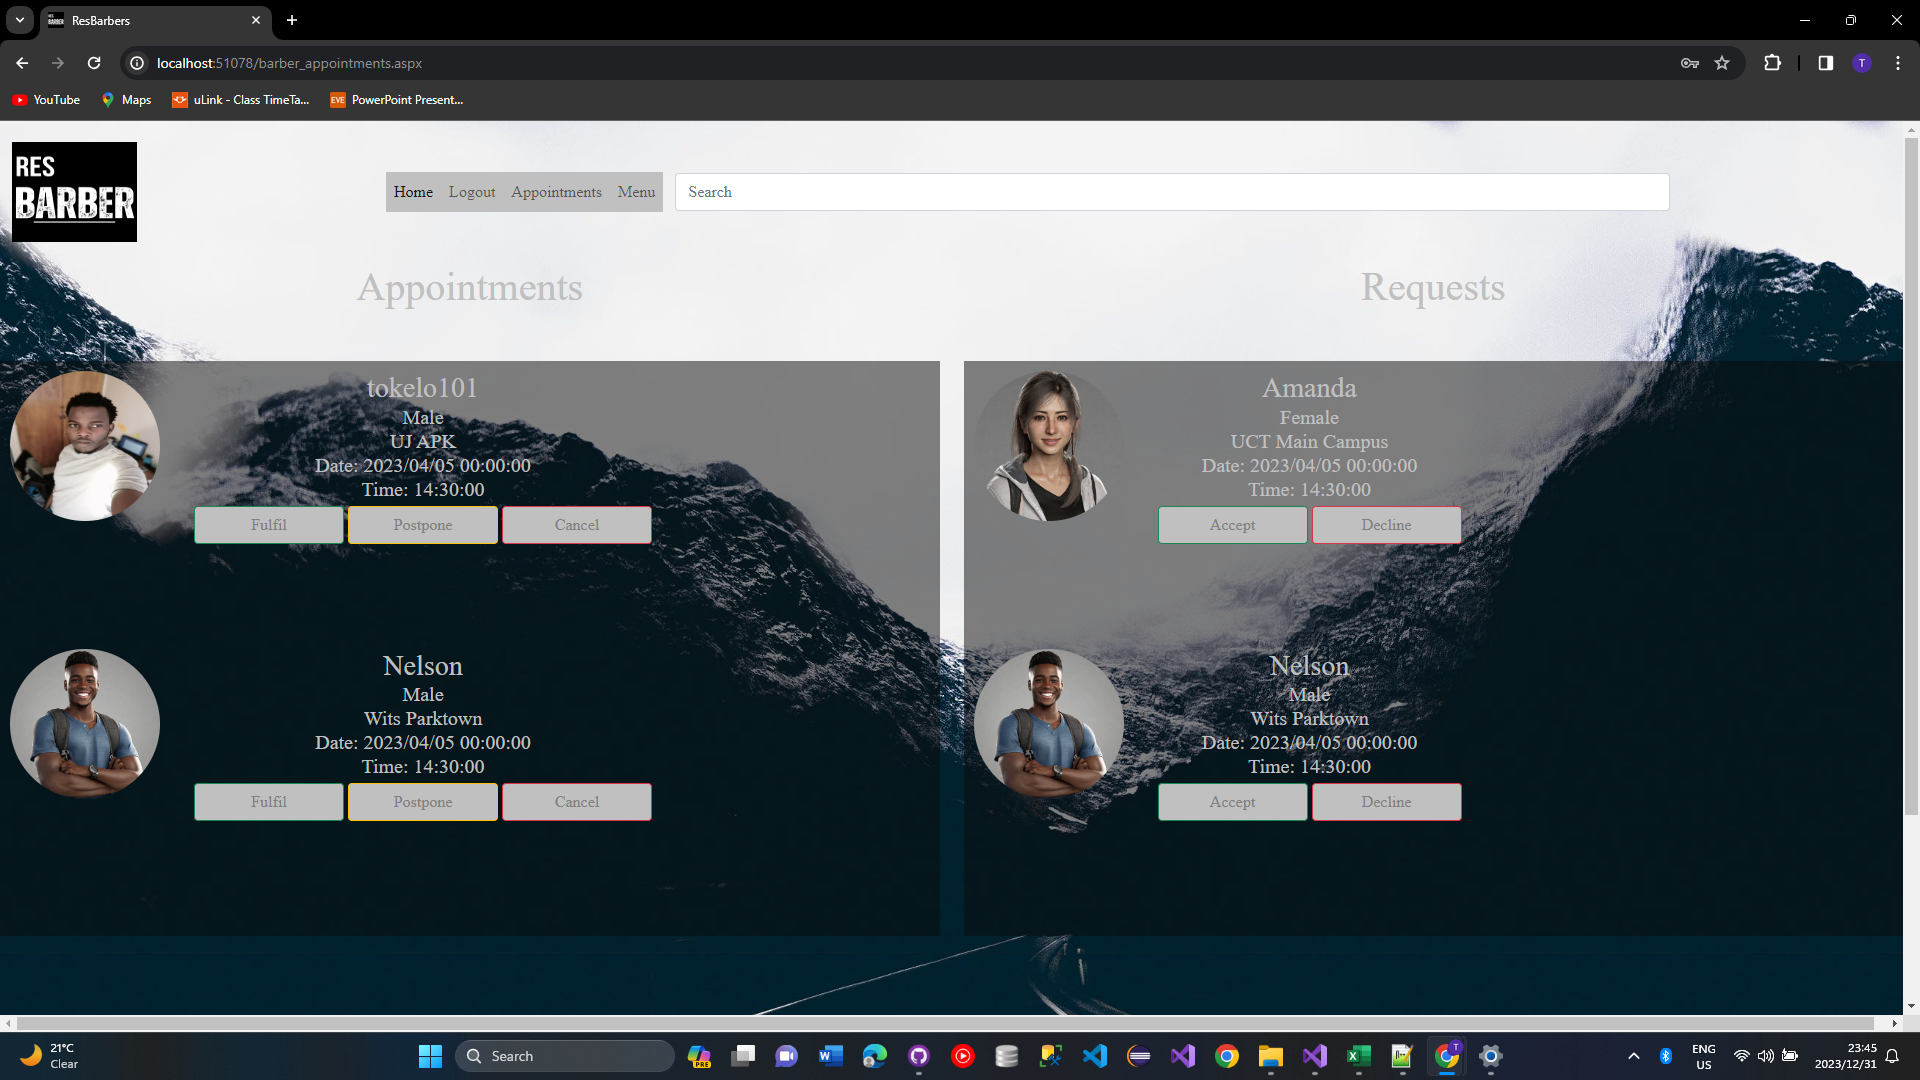 ResBarbers
localhost:51078/barber_appointments.aspx
T
YouTube
Maps
uLink - Class TimeTa...
EVE
PowerPoint Present...
RES
BARBER
Home
Logout
Appointments
Menu
Search
Appointments
Requests
tokelo101
Male
UJ APK
Date: 2023/04/05 00:00:00
Time: 14:30:00
Fulfil
Postpone
Cancel
Nelson
Male
Wits Parktown
Date: 2023/04/05 00:00:00
Time: 14:30:00
Fulfil
Postpone
Cancel
Amanda
Female
UCT Main Campus
Date: 2023/04/05 00:00:00
Time: 14:30:00
Accept
Decline
Nelson
Male
Wits Parktown
Date: 2023/04/05 00:00:00
Time: 14:30:00
Accept
Decline
21°C
Clear
Search
PRE
T
ENG
US
23:45
2023/12/31